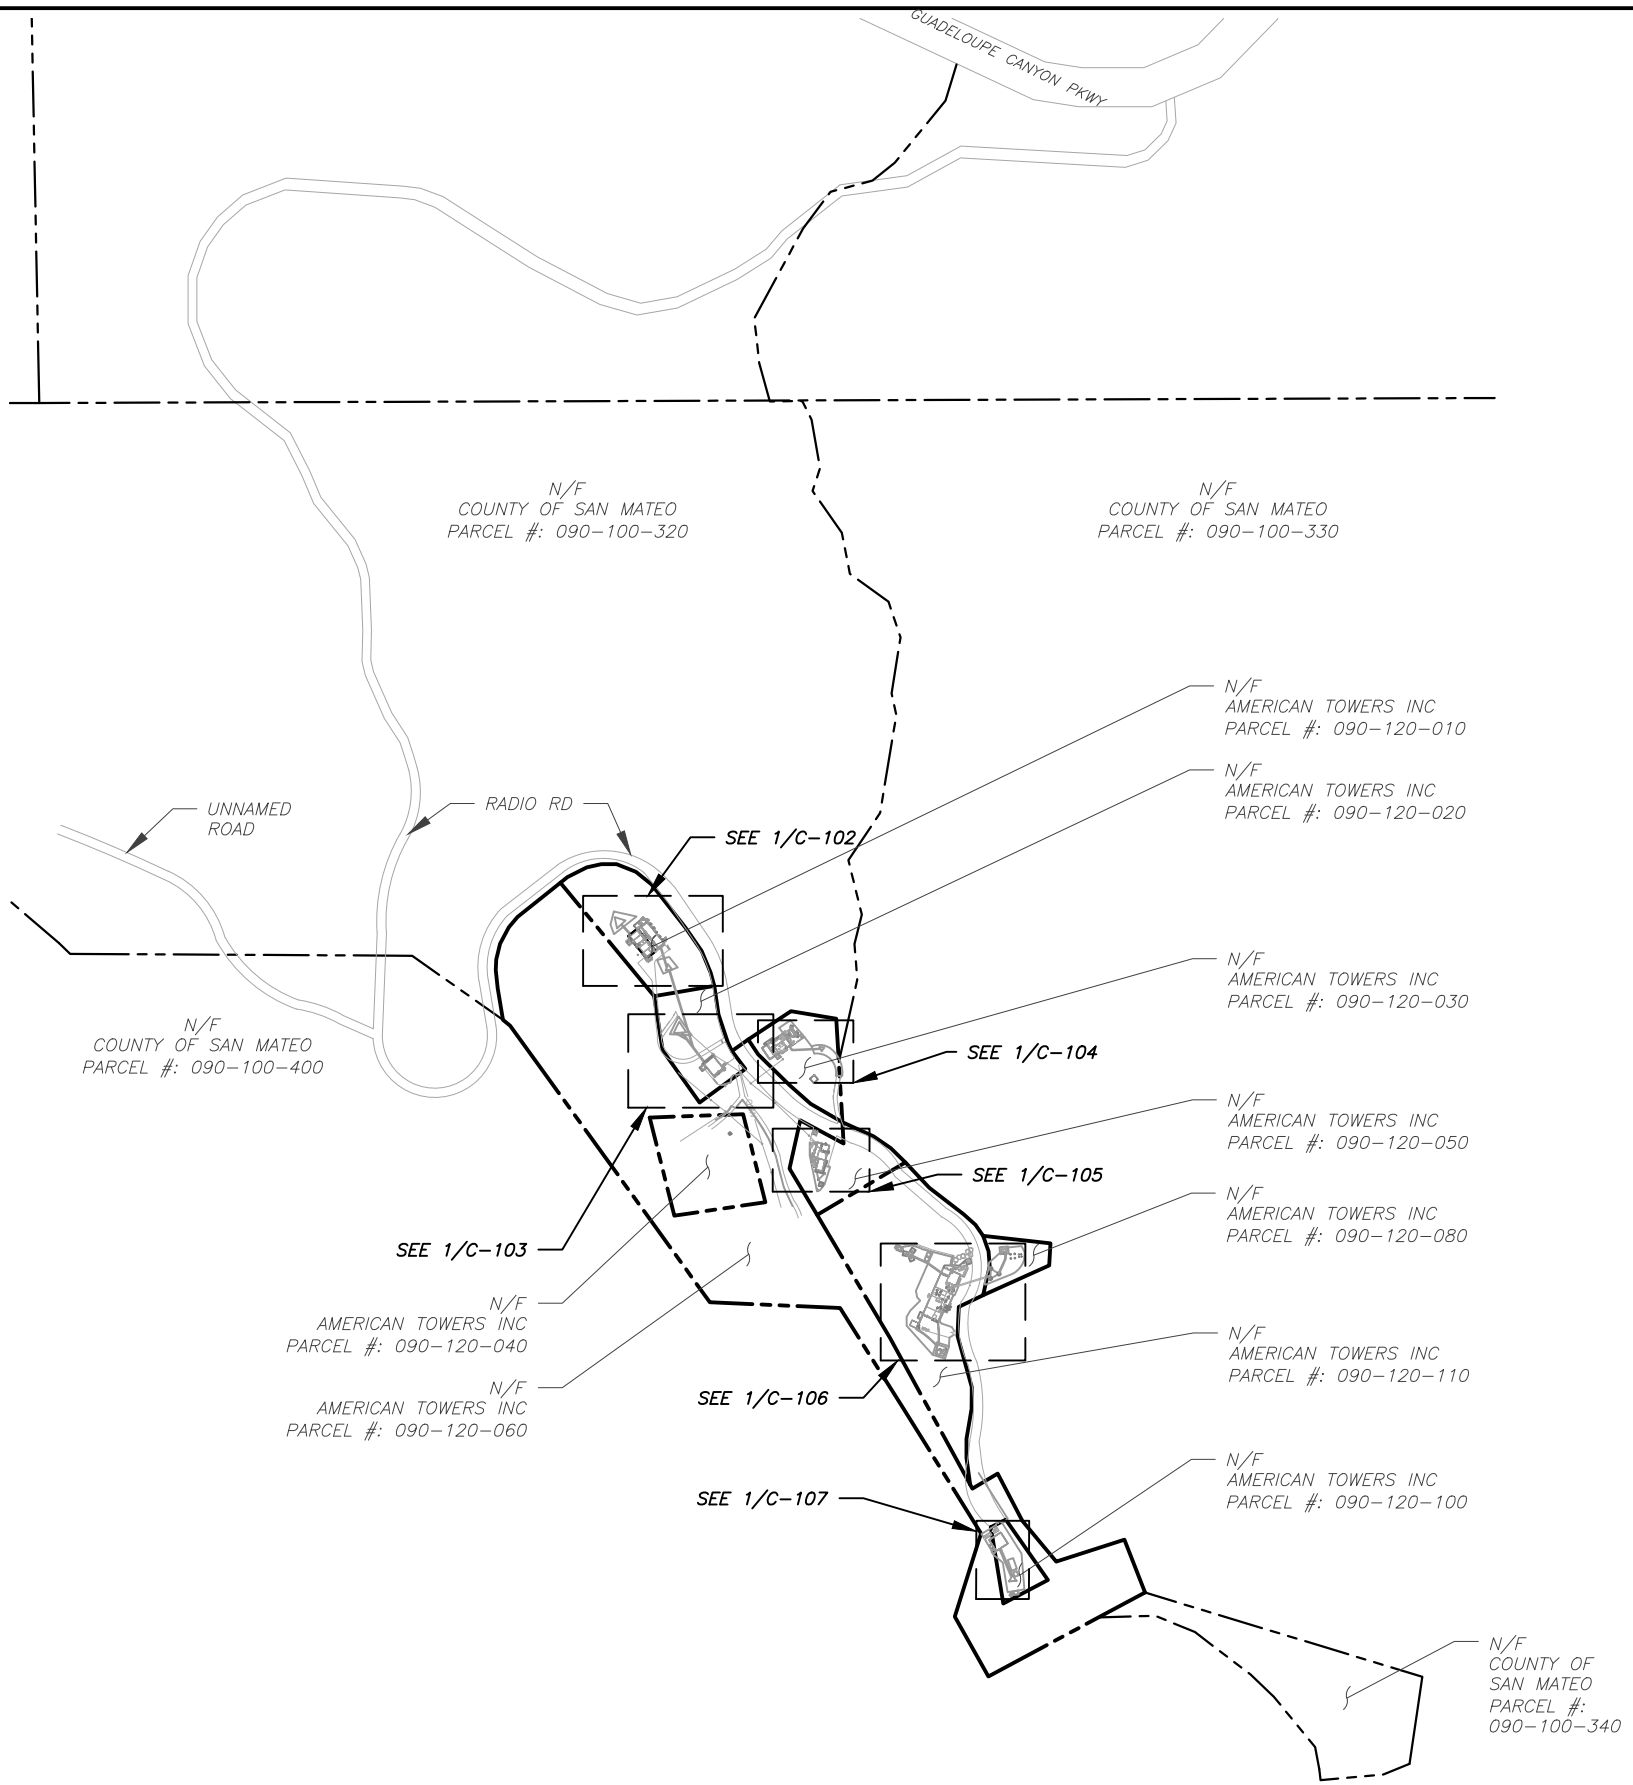 GUADELOUPE CANYON PKWY
N/F
COUNTY OF SAN MATEO
PARCEL #: 090-100-320
N/F
COUNTY OF SAN MATEO
PARCEL #: 090-100-330
N/F
AMERICAN TOWERS INC
PARCEL #: 090-120-010
N/F
AMERICAN TOWERS INC
PARCEL #: 090-120-020
UNNAMED
ROAD
RADIO RD
SEE 1/C-102
N/F
AMERICAN TOWERS INC
PARCEL #: 090-120-030
N/F
COUNTY OF SAN MATEO
PARCEL #: 090-100-400
SEE 1/C-104
N/F
AMERICAN TOWERS INC
PARCEL #: 090-120-050
SEE 1/C-105
N/F
AMERICAN TOWERS INC
PARCEL #: 090-120-080
SEE 1/C-103
N/F
AMERICAN TOWERS INC
PARCEL #: 090-120-040
N/F
AMERICAN TOWERS INC
PARCEL #: 090-120-110
N/F
AMERICAN TOWERS INC
PARCEL #: 090-120-060
SEE 1/C-106
N/F
AMERICAN TOWERS INC
PARCEL #: 090-120-100
SEE 1/C-107
N/F
COUNTY OF
SAN MATEO
PARCEL #:
090-100-340